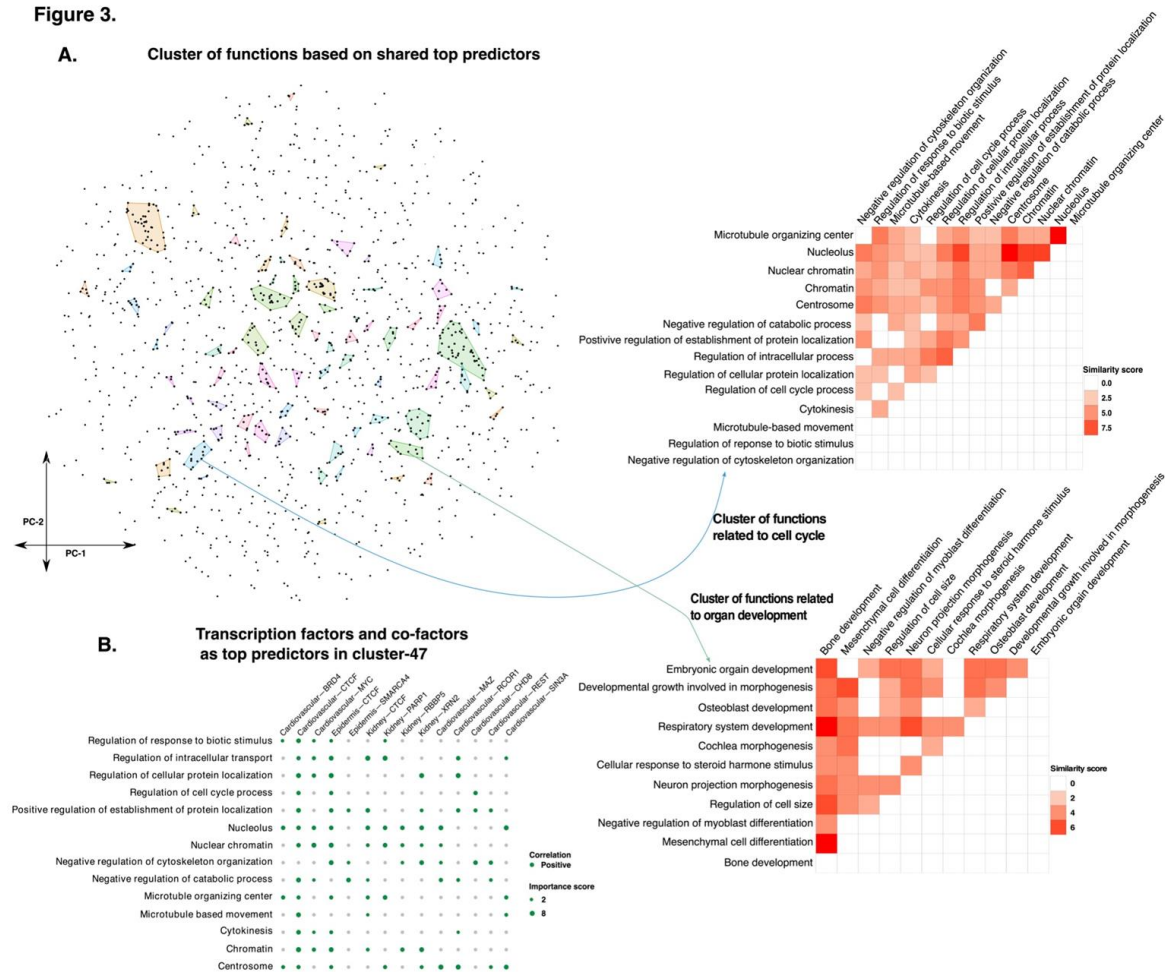 Figure 3.
A.
Cluster of functions based on shared top predictors
PC-2
PC-1
Negative regulation of cytoskeleton organization
Regulation of response to biotic stimulus
Microtubule-based movement
Cytokinesis
Regulation of cell cycle process
Regulation of cellular protein localization
Regulation of intracellular process
Postivive regulation of establishment of protein localization
Negative regulation of catabolic process
Centrosome
Chromatin
Nuclear chromatin
Nucleolus
Microtubule organizing center
Microtubule organizing center
Nucleolus
Nuclear chromatin
Chromatin
Centrosome
Negative regulation of catabolic process
Postivive regulation of establishment of protein localization
Regulation of intracellular process
Regulation of cellular protein localization
Regulation of cell cycle process
Cytokinesis
Microtubule-based movement
Regulation of reponse to biotic stimulus
Negative regulation of cytoskeleton organization
Similarity score
0.0
2.5
5.0
7.5
Cluster of functions
related to cell cycle
Cluster of functions related
to organ development
Bone development
Mesenchymal cell differentiation
Negative regulation of myoblast differentiation
Regulation of cell size
Neuron projection morphogenesis
Cellular response to steroid hormone stimulus
Cochlea morphogenesis
Respiratory system development
Osteoblast development
Developmental growth involved in morphogenesis
Embryonic orgain development
Embryonic orgain development
Developmental growth involved in morphogenesis
Osteoblast development
Respiratory system development
Cochlea morphogenesis
Cellular response to steroid hormone stimulus
Neuron projection morphogenesis
Regulation of cell size
Negative regulation of myoblast differentiation
Mesenchymal cell differentiation
Bone development
Similarity score
0
2
4
6
B.
Transcription factors and co-factors
as top predictors in cluster-47
Cardiovascular—BRD4
Cardiovascular—CTCF
Cardiovascular—MYC
Epidermis—CTCF
Epidermis—SMARCA4
Kidney—CTCF
Kidney—PARP1
Kidney—RBBP5
Kidney—XRN2
Cardiovascular—MAZ
Cardiovascular—RCOR1
Cardiovascular—CHD8
Cardiovascular—REST
Cardiovascular—SIN3A
Regulation of response to biotic stimulus
Regulation of intracellular transport
Regulation of cellular protein localization
Regulation of cell cycle process
Positive regulation of establishment of protein localization
Nucleolus
Nuclear chromatin
Negative regulation of cytoskeleton organization
Negative regulation of catabolic process
Microtuble organizing center
Microtubule based movement
Cytokinesis
Chromatin
Centrosome
Correlation
Positive
Importance score
2
8